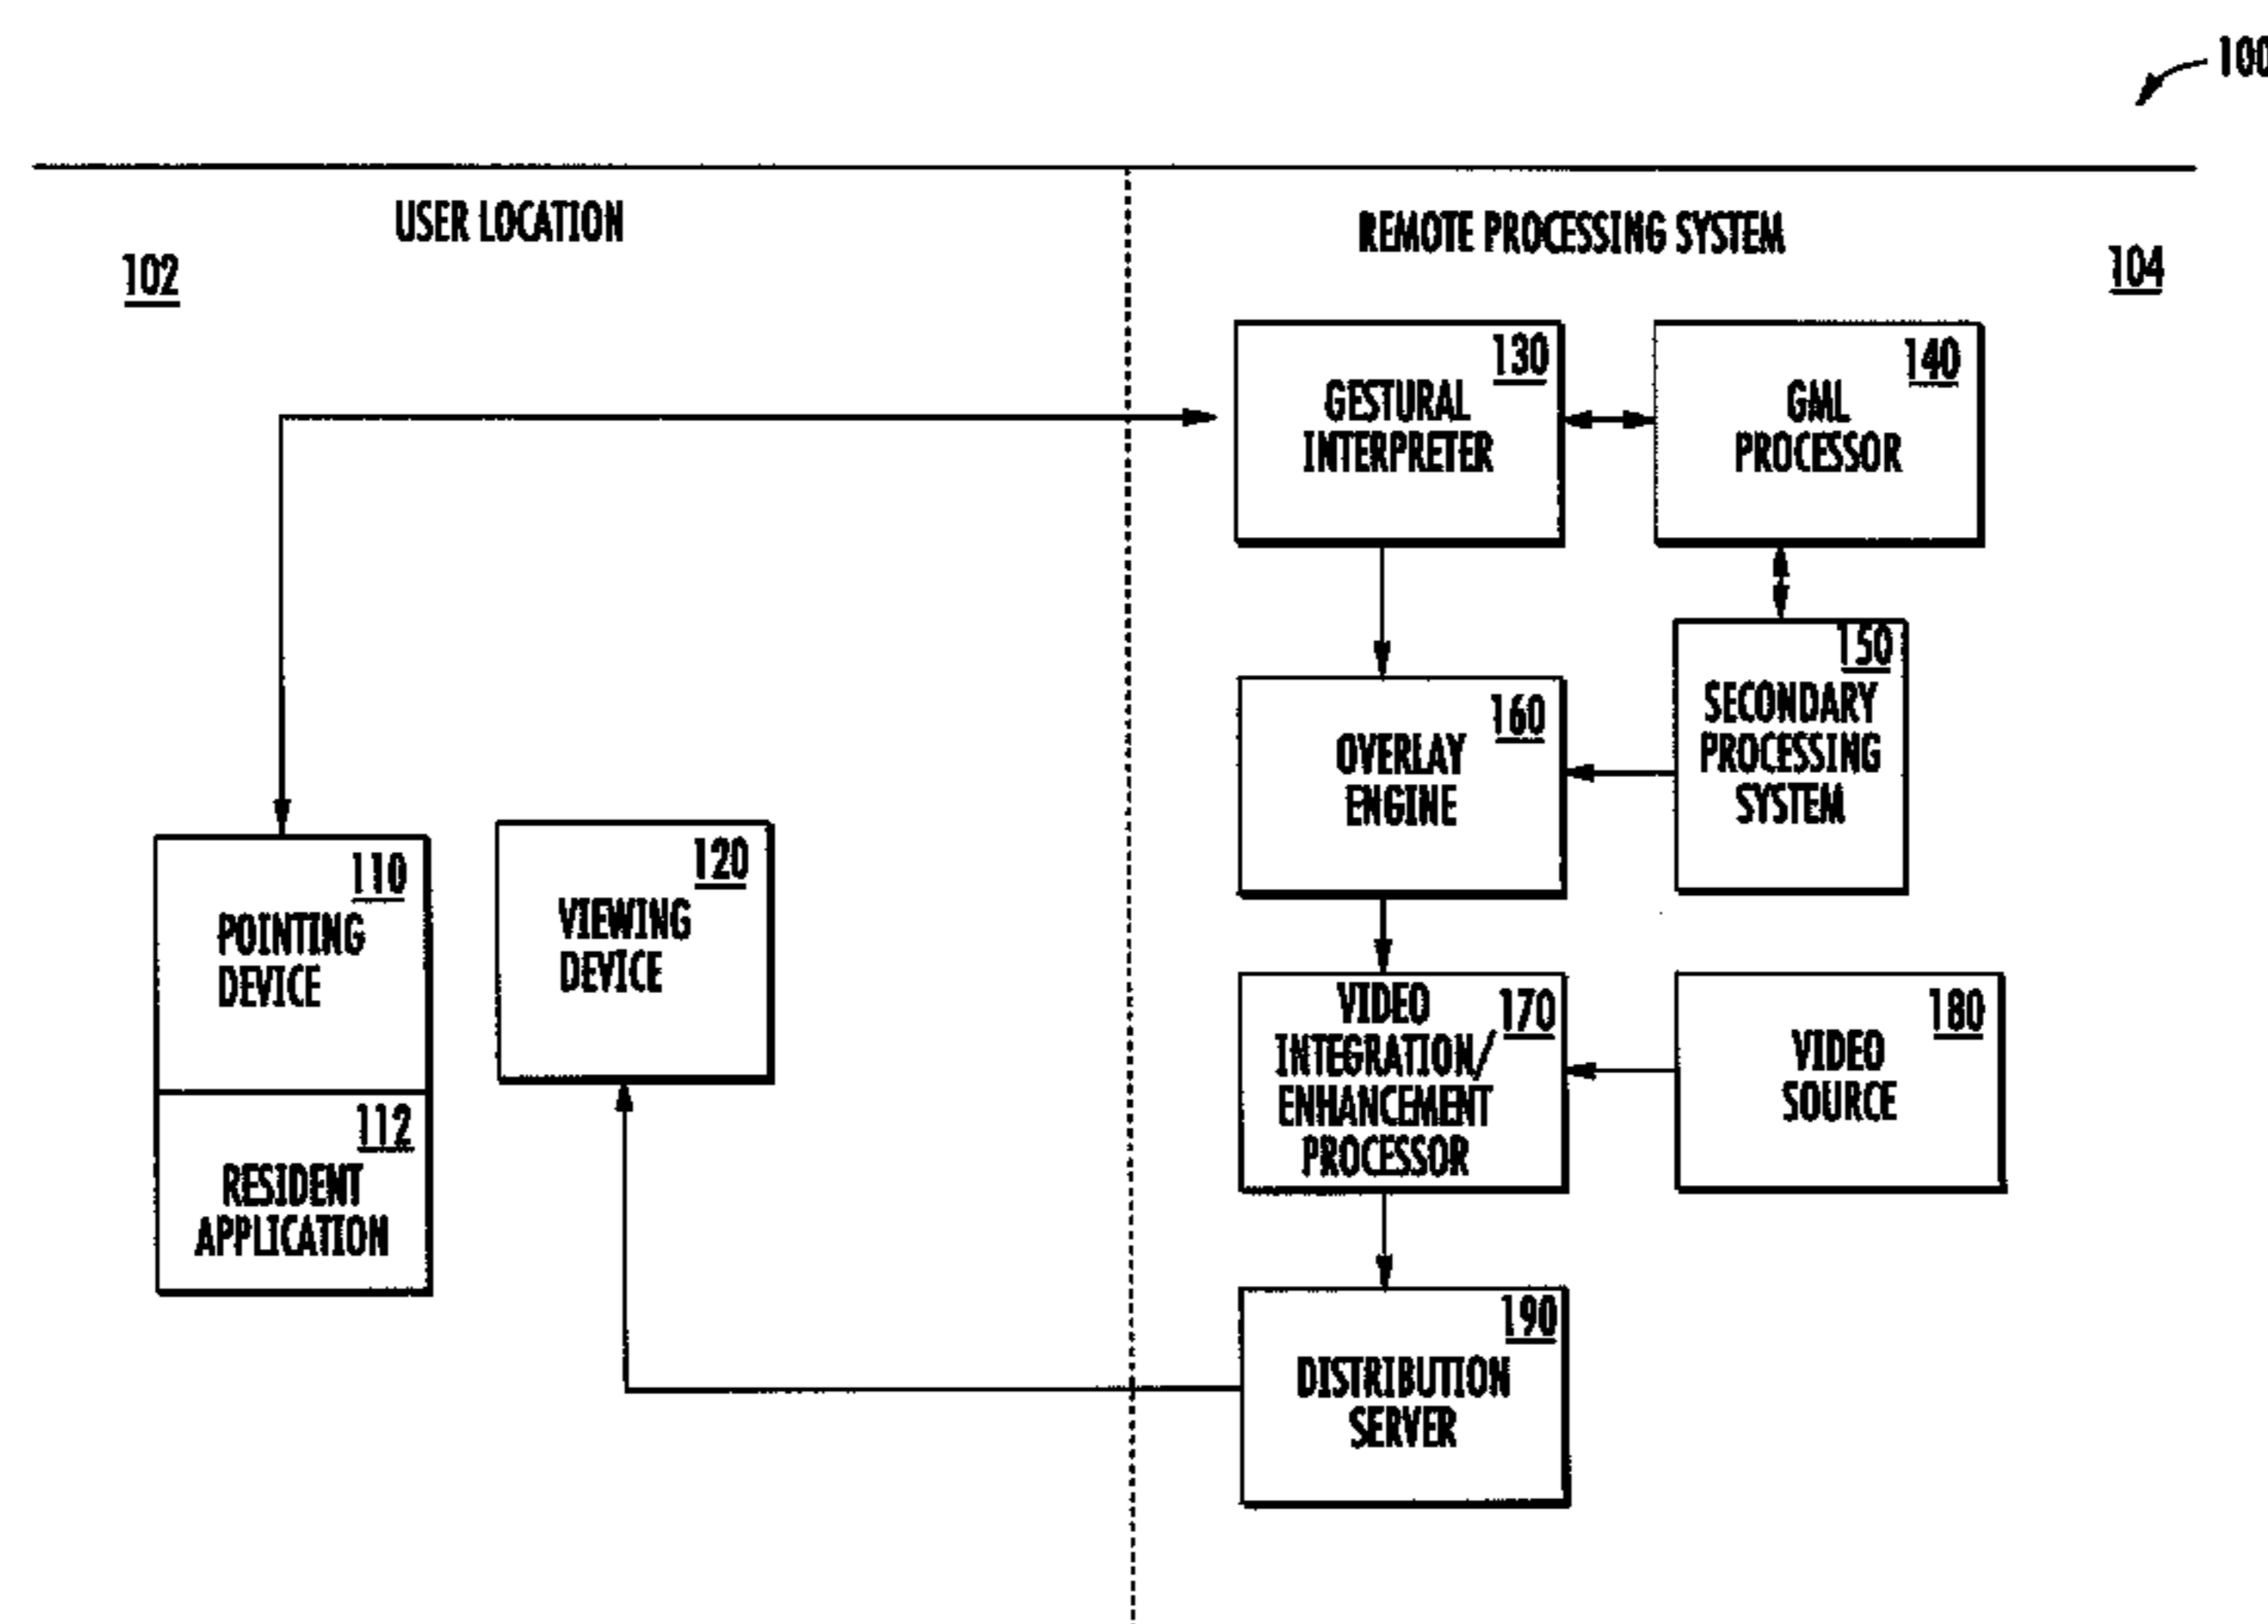 100
USER LOCATION
REMOTE PROCESSING SYSTEM
102
104
130
GESTURAL
INTERPRETER
140
GML
PROCESSOR
150
SECONDARY
PROCESSING
SYSTEM
160
OVERLAY
ENGINE
110
POINTING
DEVICE
120
VIEWING
DEVICE
112
RESIDENT
APPLICATION
170
VIDEO
INTEGRATION/
ENHANCEMENT
PROCESSOR
180
VIDEO
SOURCE
190
DISTRIBUTION
SERVER